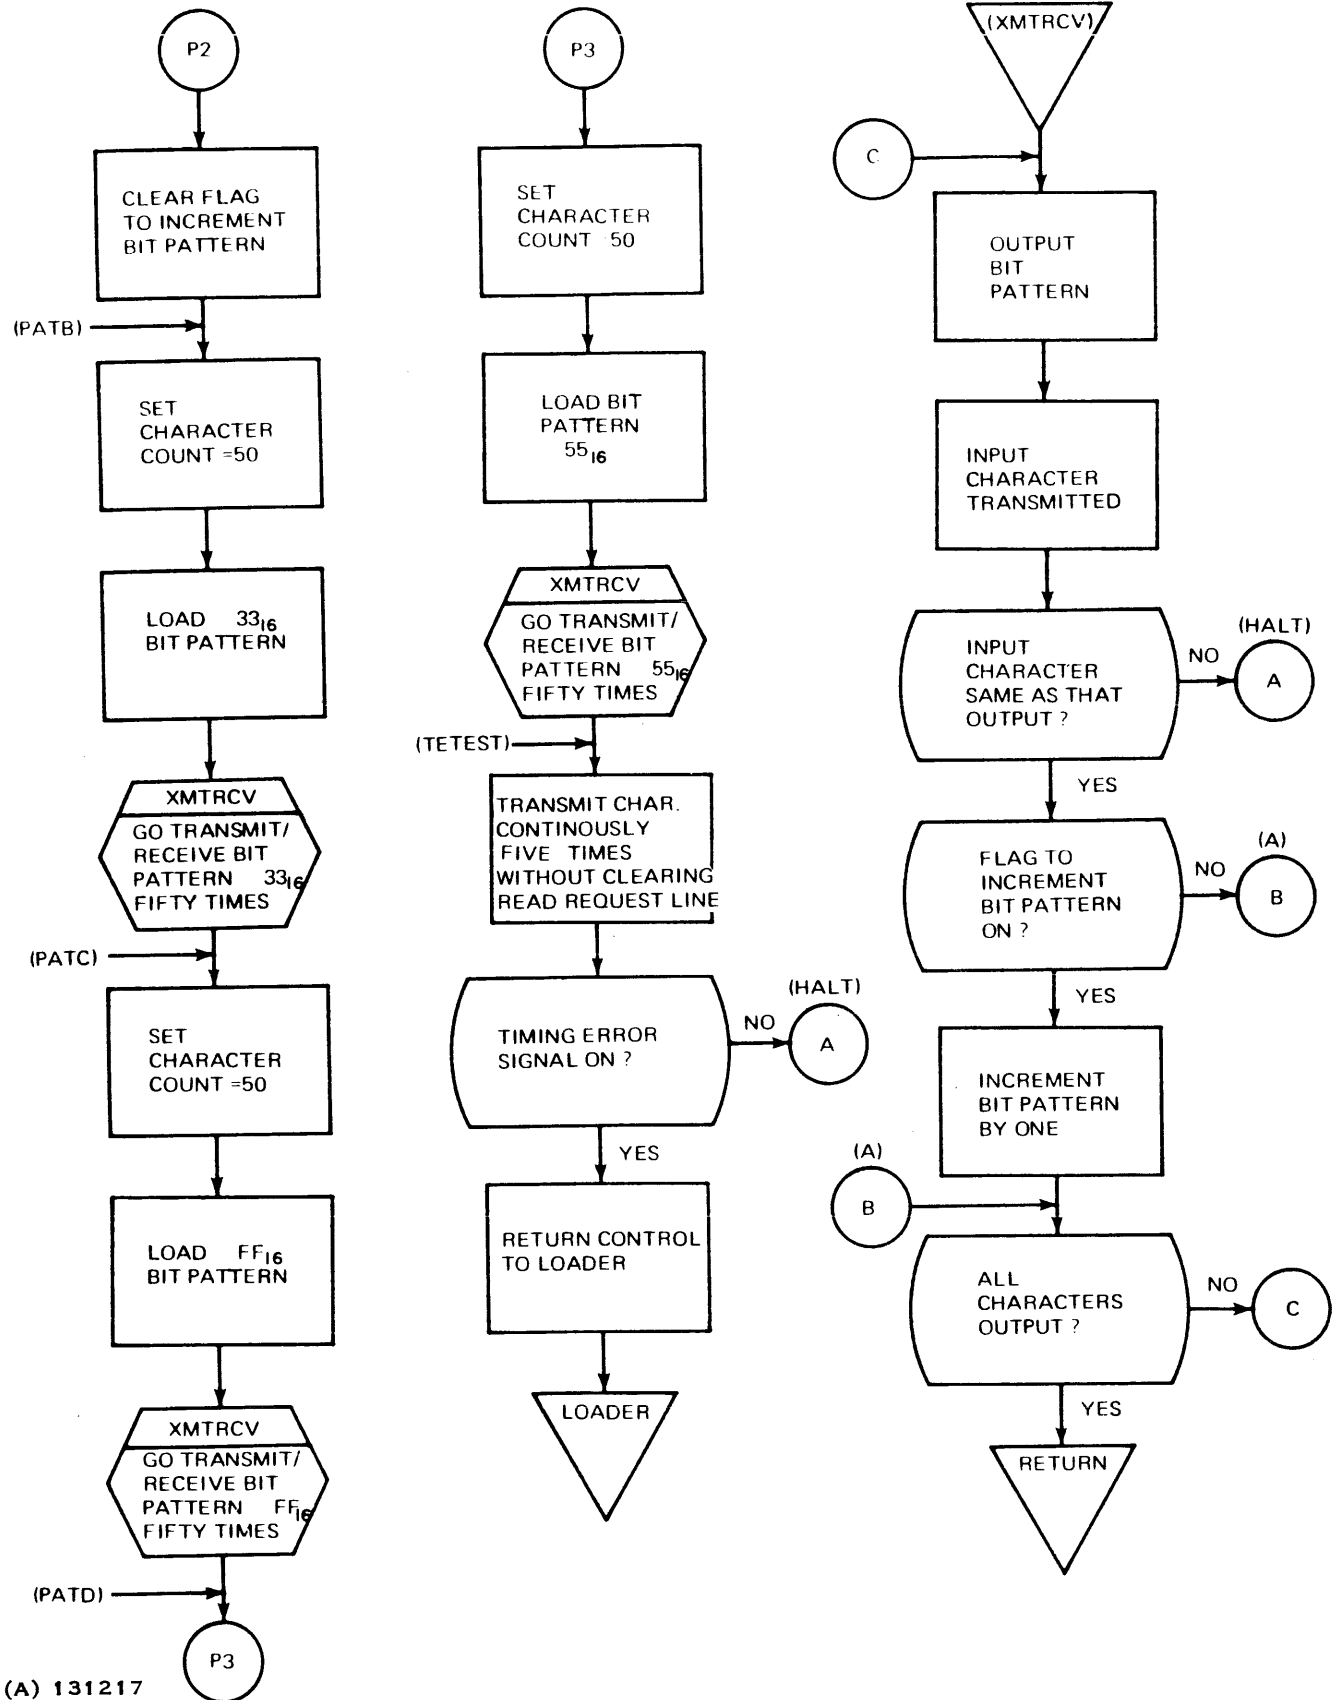 P2
CLEAR FLAG
TO INCREMENT
BIT PATTERN
(PATB)
SET
CHARACTER
COUNT =50
LOAD 33₁₆
BIT PATTERN
XMTRCV
GO TRANSMIT/
RECEIVE BIT
PATTERN 33₁₆
FIFTY TIMES
(PATC)
SET
CHARACTER
COUNT =50
LOAD FF₁₆
BIT PATTERN
XMTRCV
GO TRANSMIT/
RECEIVE BIT
PATTERN FF₁₆
FIFTY TIMES
(PATD)
P3
(A) 131217
P3
SET
CHARACTER
COUNT 50
LOAD BIT
PATTERN
55₁₆
XMTRCV
GO TRANSMIT/
RECEIVE BIT
PATTERN 55₁₆
FIFTY TIMES
(TETEST)
TRANSMIT CHAR.
CONTINOUSLY
FIVE TIMES
WITHOUT CLEARING
READ REQUEST LINE
TIMING ERROR
SIGNAL ON ?
NO
(HALT)
A
YES
RETURN CONTROL
TO LOADER
LOADER
(XMTRCV)
C
OUTPUT
BIT
PATTERN
INPUT
CHARACTER
TRANSMITTED
INPUT
CHARACTER
SAME AS THAT
OUTPUT ?
NO
(HALT)
A
YES
FLAG TO
INCREMENT
BIT PATTERN
ON ?
NO
(A)
B
YES
INCREMENT
BIT PATTERN
BY ONE
(A)
B
ALL
CHARACTERS
OUTPUT ?
NO
C
YES
RETURN